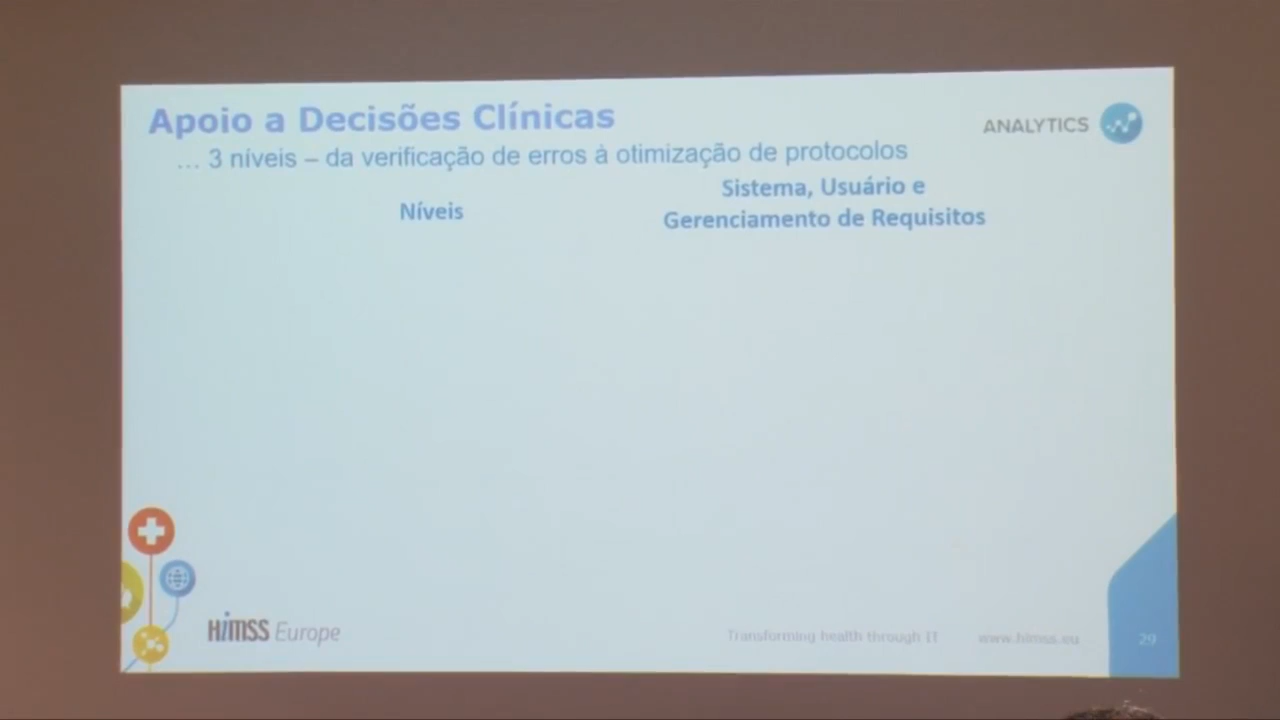 Apoio a Decisões Clínicas
ANALYTICS
... 3 níveis – da verificação de erros à otimização de protocolos
Níveis
Sistema, Usuário e
Gerenciamento de Requisitos
HiMSS Europe
Transforming health through IT
www.himss.eu
29